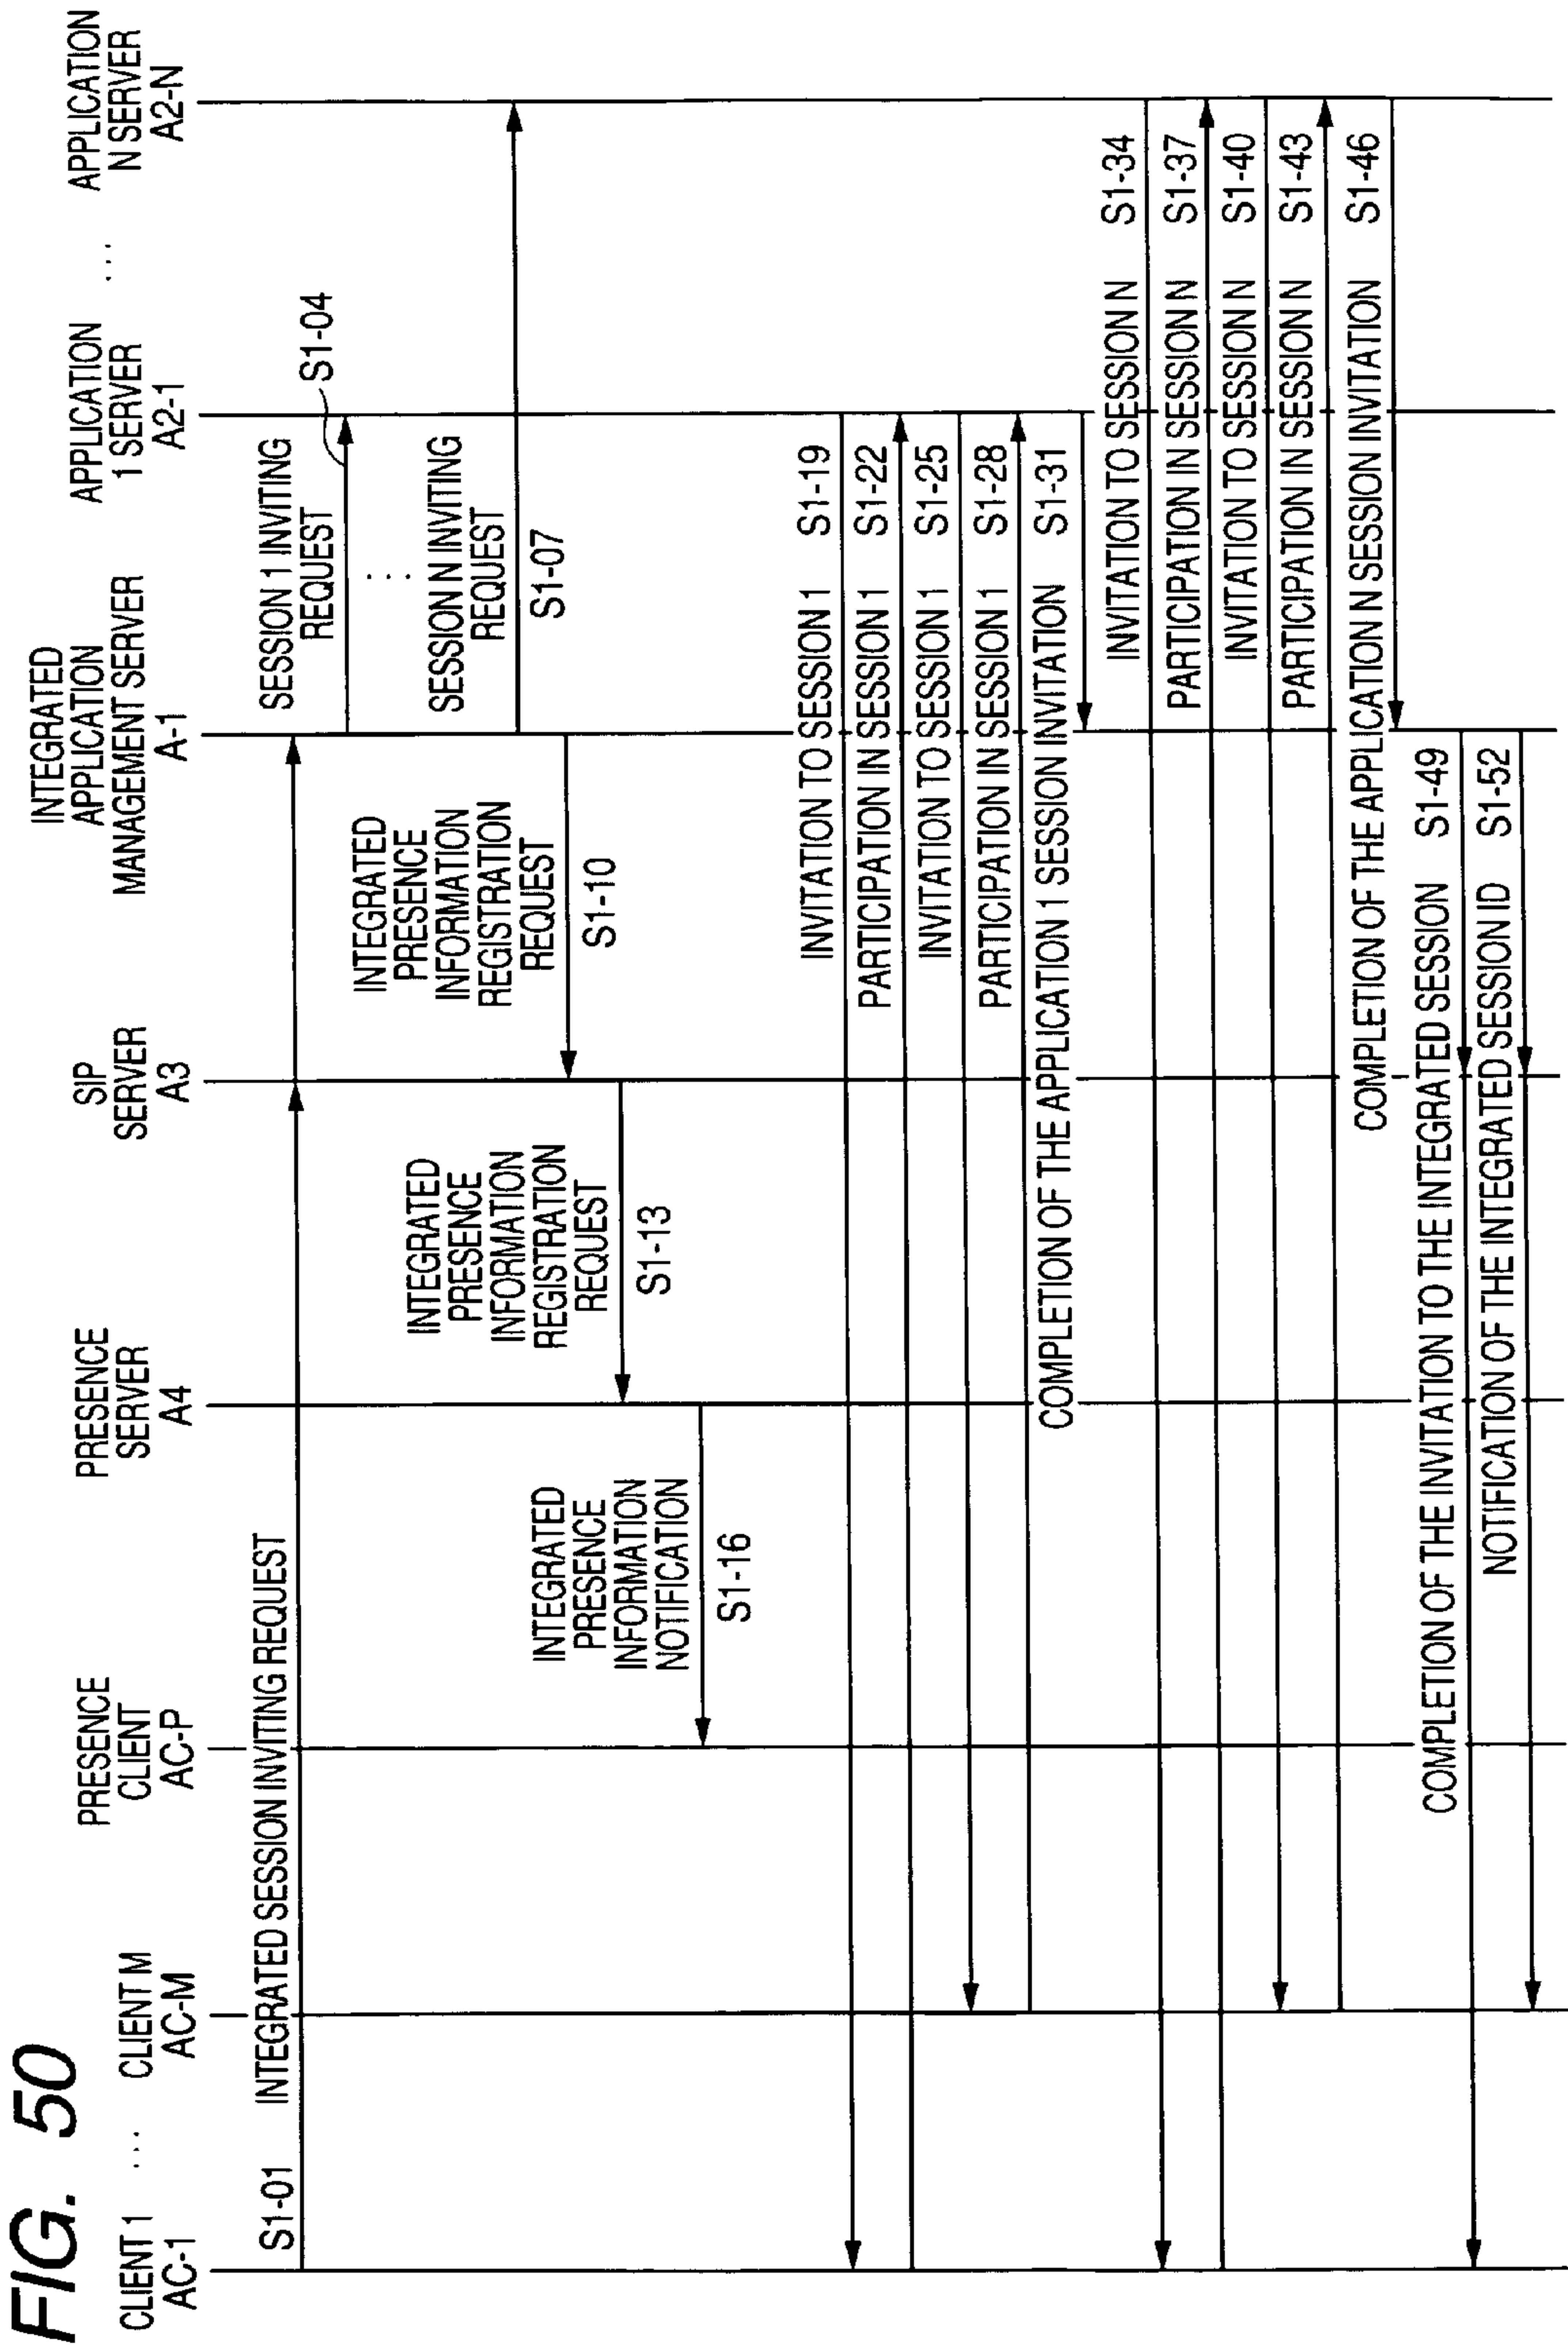 FIG. 50
CLIENT 1
AC-1
...
CLIENT M
AC-M
PRESENCE
CLIENT
AC-P
PRESENCE
SERVER
A4
SIP
SERVER
A3
INTEGRATED
APPLICATION
MANAGEMENT SERVER
A-1
APPLICATION
1 SERVER
A2-1
...
APPLICATION
N SERVER
A2-N
S1-01
INTEGRATED SESSION INVITING REQUEST
SESSION 1 INVITING
REQUEST
S1-04
...
SESSION N INVITING
REQUEST
S1-07
INTEGRATED
PRESENCE
INFORMATION
REGISTRATION
REQUEST
S1-10
INTEGRATED
PRESENCE
INFORMATION
REGISTRATION
REQUEST
S1-13
INTEGRATED
PRESENCE
INFORMATION
NOTIFICATION
S1-16
INVITATION TO SESSION 1 S1-19
PARTICIPATION IN SESSION 1 S1-22
INVITATION TO SESSION 1 S1-25
PARTICIPATION IN SESSION 1 S1-28
COMPLETION OF THE APPLICATION 1 SESSION INVITATION S1-31
INVITATION TO SESSION N S1-34
PARTICIPATION IN SESSION N S1-37
INVITATION TO SESSION N S1-40
PARTICIPATION IN SESSION N S1-43
COMPLETION OF THE APPLICATION N SESSION INVITATION S1-46
COMPLETION OF THE INVITATION TO THE INTEGRATED SESSION S1-49
NOTIFICATION OF THE INTEGRATED SESSION ID S1-52